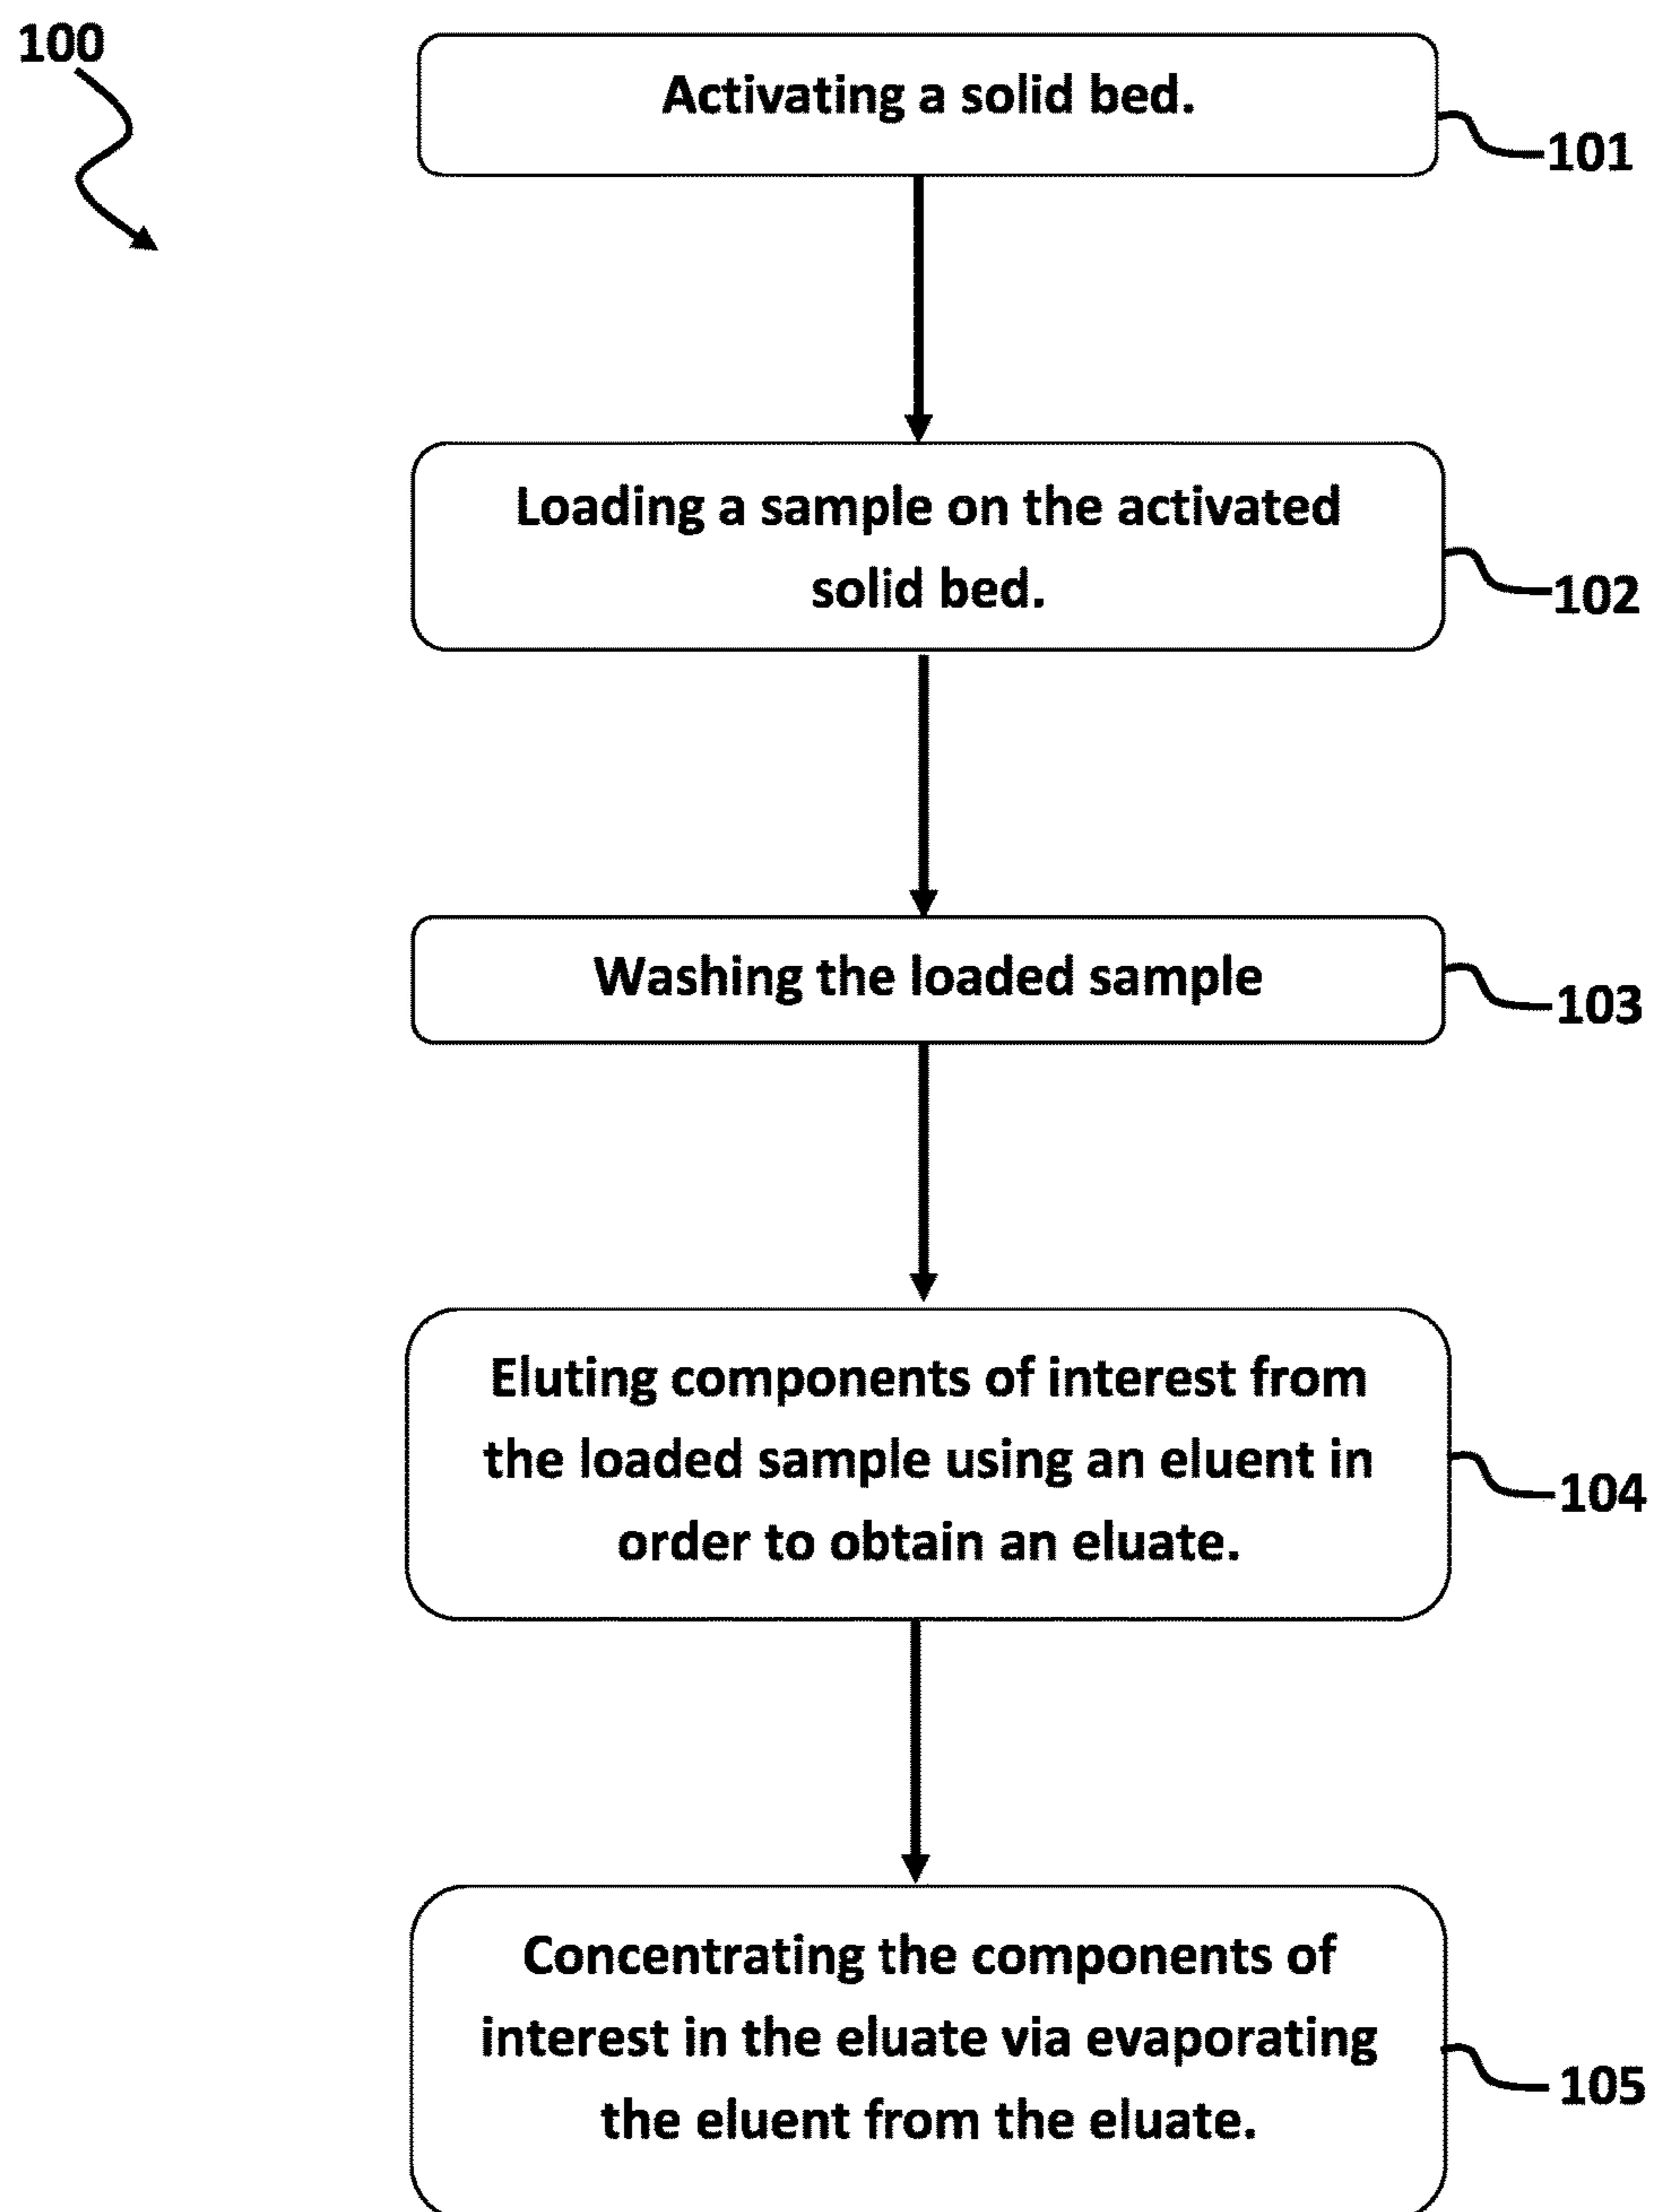 100
Activating a solid bed.
101
Loading a sample on the activated
solid bed.
102
Washing the loaded sample
103
Eluting components of interest from
the loaded sample using an eluent in
order to obtain an eluate.
104
Concentrating the components of
interest in the eluate via evaporating
the eluent from the eluate.
105